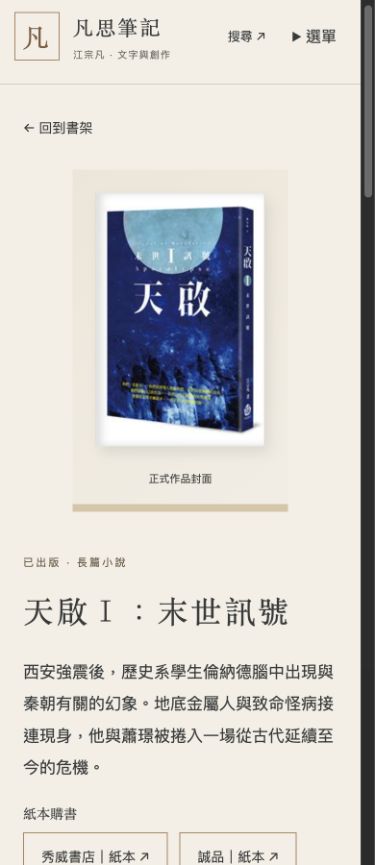 凡
凡思筆記
江宗凡 · 文字與創作
搜尋 ↗
▶ 選單
← 回到書架
末世 I 訊號
天啟
天啟
I
末世訊號
正式作品封面
已出版 · 長篇小說
天啟 I ：末世訊號
西安強震後，歷史系學生倫納德腦中出現與
秦朝有關的幻象。地底金屬人與致命怪病接
連現身，他與蕭璟被捲入一場從古代延續至
今的危機。
紙本購書
秀威書店｜紙本 ↗
誠品｜紙本 ↗